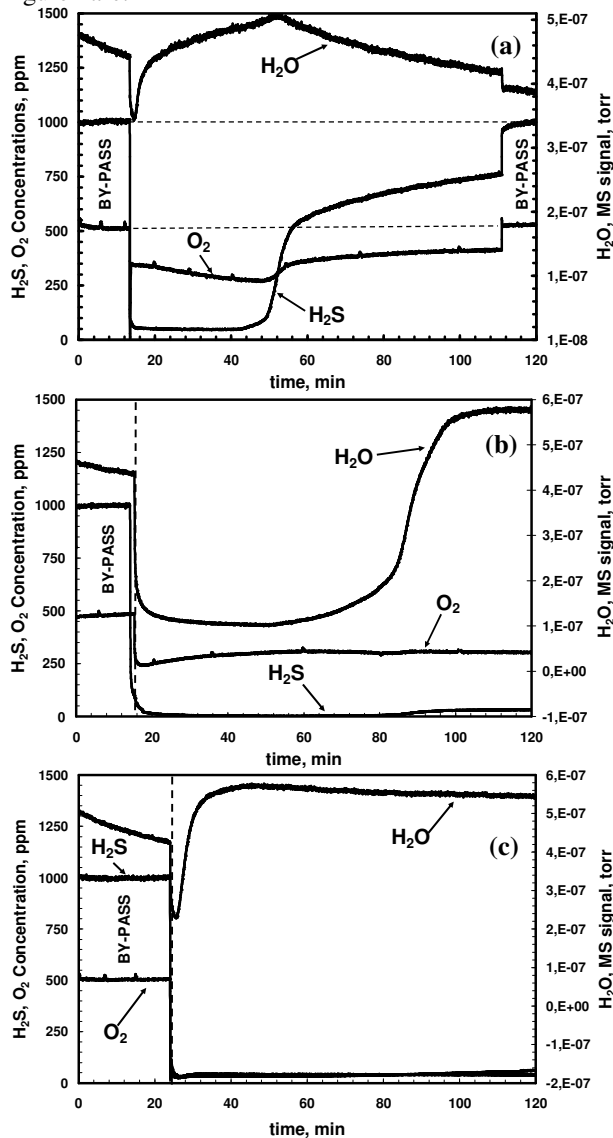 1500
1250
1000
750
500
250
0
H2S, O2 Concentrations, ppm
BY-PASS
(a)
H2O
O2
H2S
BY-PASS
5,E-07
4,E-07
3,E-07
2,E-07
1,E-07
1,E-08
H2O, MS signal, torr
0 20 40 60 80 100 120
time, min
1500
1250
1000
750
500
250
0
H2S, O2 Concentration, ppm
BY-PASS
(b)
H2O
O2
H2S
6,E-07
5,E-07
4,E-07
3,E-07
2,E-07
1,E-07
0,E+00
-1,E-07
H2O, MS signal, torr
0 20 40 60 80 100 120
time, min
1500
1250
1000
750
500
250
0
H2S, O2 Concentration, ppm
H2S
BY-PASS
O2
(c)
H2O
6,E-07
5,E-07
4,E-07
3,E-07
2,E-07
1,E-07
0,E+00
-1,E-07
-2,E-07
H2O, MS signal, torr
0 20 40 60 80 100 120
time, min